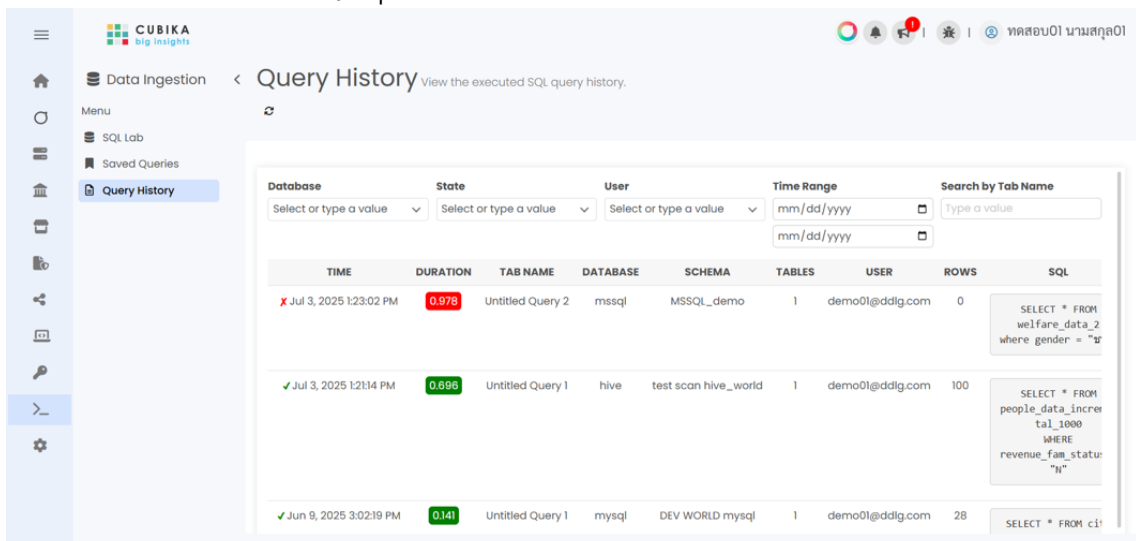 CUBIKA
big insights
ทดสอบ01 นามสกุล01
Data Ingestion
Query History View the executed SQL query history.
Menu
SQL Lab
Saved Queries
Query History
Database State User Time Range Search by Tab Name
Select or type a value Select or type a value Select or type a value mm/dd/yyyy Type a value
mm/dd/yyyy
TIME DURATION TAB NAME DATABASE SCHEMA TABLES USER ROWS SQL
✗ Jul 3, 2025 1:23:02 PM 0.978 Untitled Query 2 mssql MSSQL_demo 1 demo01@ddlg.com 0
SELECT * FROM
welfare_data_2
where gender = "
✓ Jul 3, 2025 1:21:14 PM 0.696 Untitled Query 1 hive test scan hive_world 1 demo01@ddlg.com 100
SELECT * FROM
people_data_increm
tal_1000
WHERE
revenue_fam_status
"N"
✓ Jun 9, 2025 3:02:19 PM 0.141 Untitled Query 1 mysql DEV WORLD mysql 1 demo01@ddlg.com 28
SELECT * FROM cit